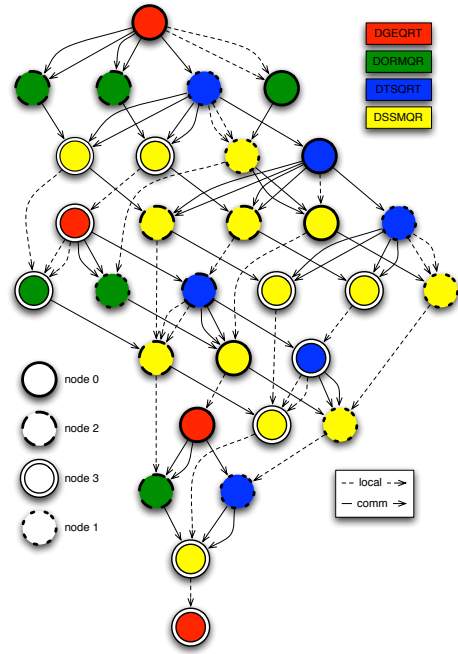 DGEQRT
DORMQR
DTSQRT
DSSMQR
node 0
node 2
node 3
node 1
local
comm